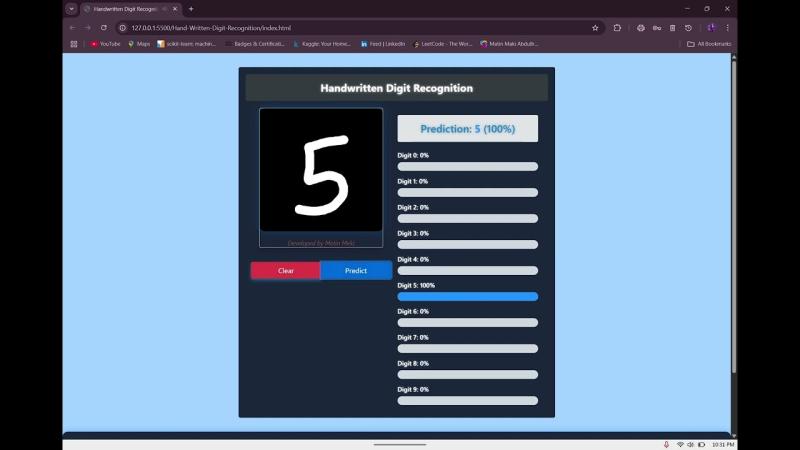 Handwritten Digit Recognition
127.0.0.1:5500/Hand-Written-Digit-Recognition/index.html
YouTube
Maps
scikit-learn: machin...
Badges & Certificati...
Kaggle: Your Home...
Feed | LinkedIn
LeetCode - The Wor...
Matin Maki Abdulb...
All Bookmarks
Handwritten Digit Recognition
5
Developed by Matin Meki
Clear
Predict
Prediction: 5 (100%)
Digit 0: 0%
Digit 1: 0%
Digit 2: 0%
Digit 3: 0%
Digit 4: 0%
Digit 5: 100%
Digit 6: 0%
Digit 7: 0%
Digit 8: 0%
Digit 9: 0%
10:31 PM